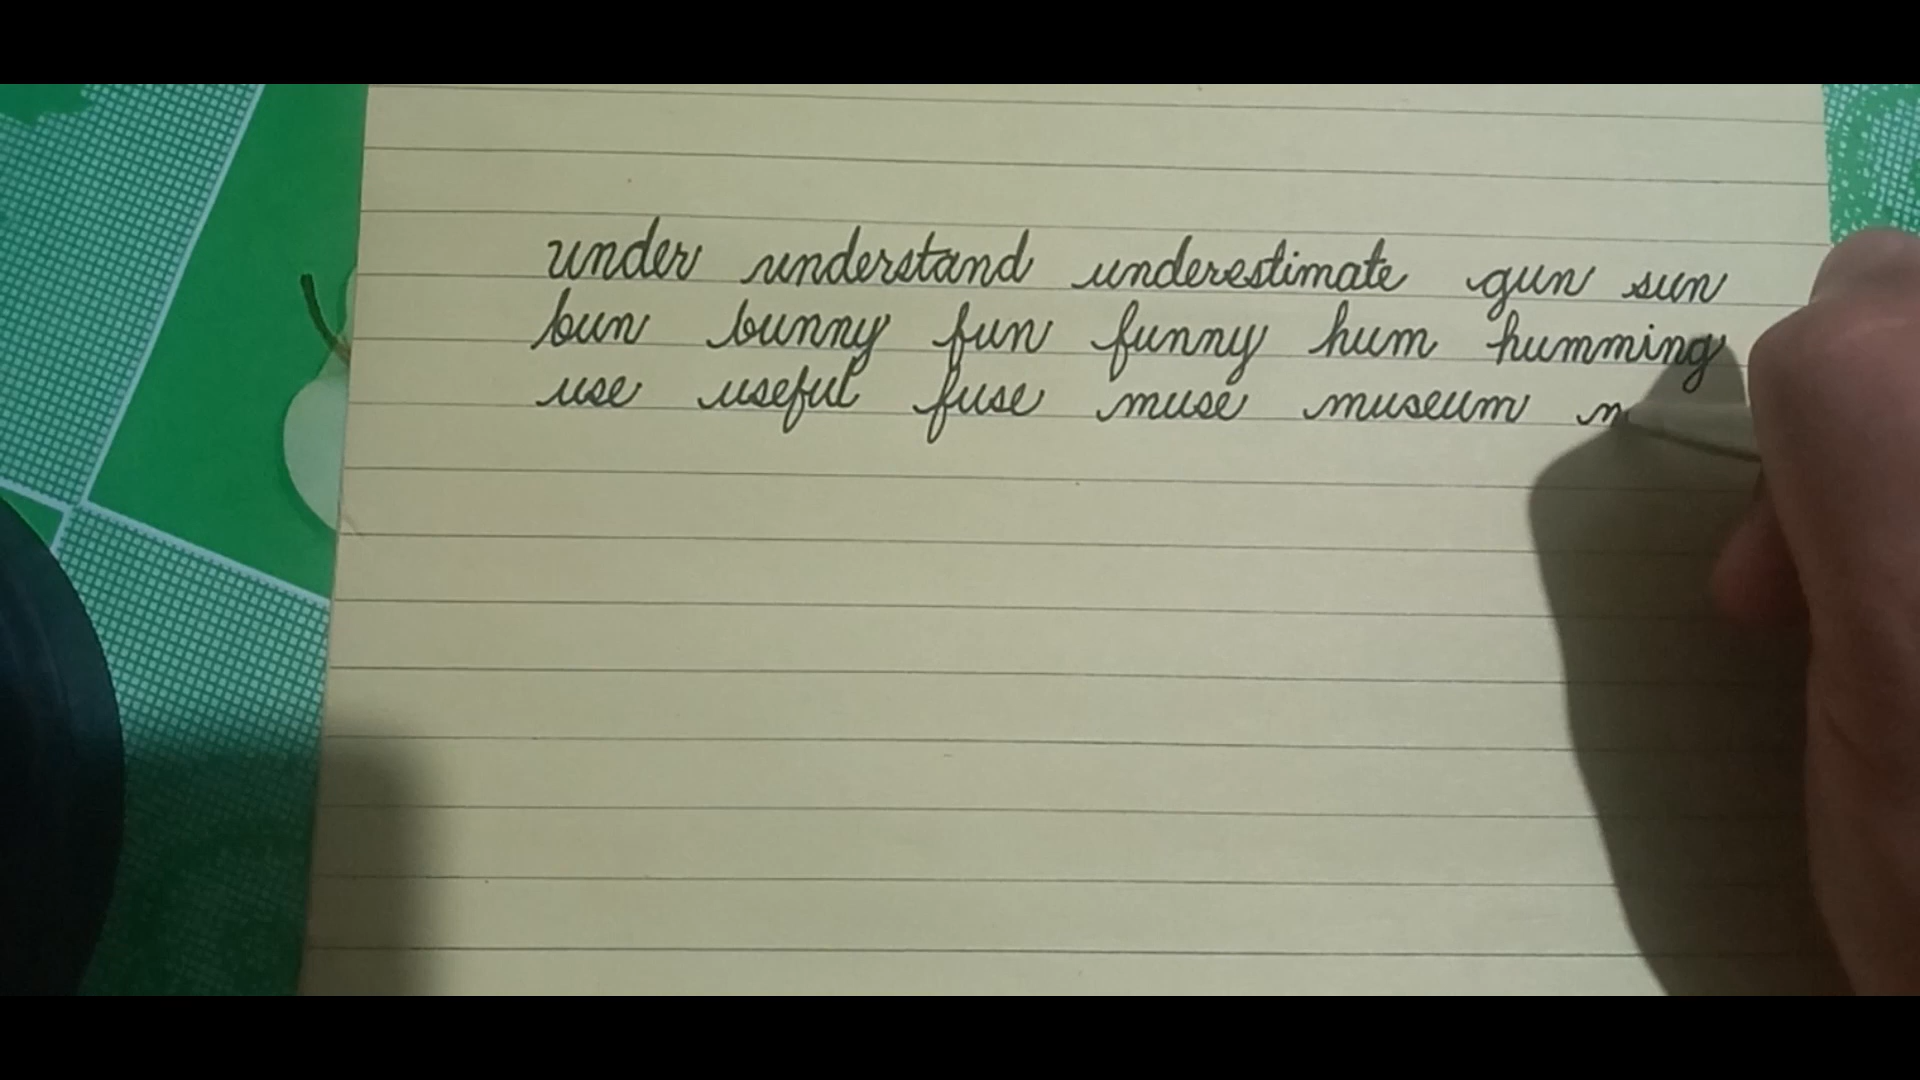 under understand underestimate gun sun
bun bunny fun funny hum humming
use useful fuse muse museum